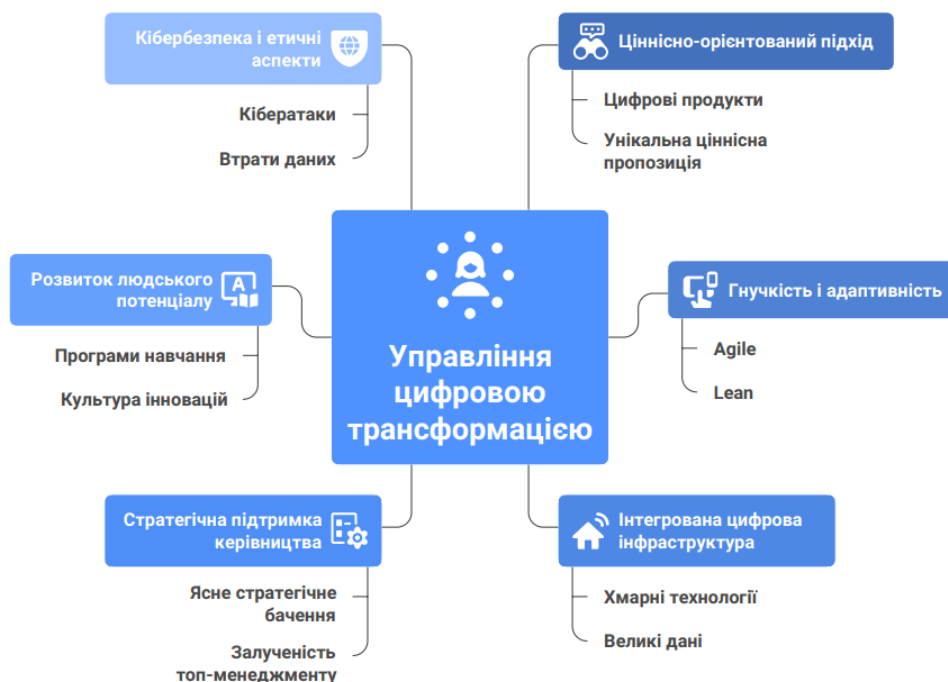 Кібербезпека і етичні
аспекти
Кібератаки
Втрати даних
Ціннісно-орієнтований підхід
Цифрові продукти
Унікальна ціннісна
пропозиція
Розвиток людського
потенціалу
Програми навчання
Культура інновацій
Управління
цифровою
трансформацією
Гнучкість і адаптивність
Agile
Lean
Стратегічна підтримка
керівництва
Ясне стратегічне
бачення
Залученість
топ-менеджменту
Інтегрована цифрова
інфраструктура
Хмарні технології
Великі дані